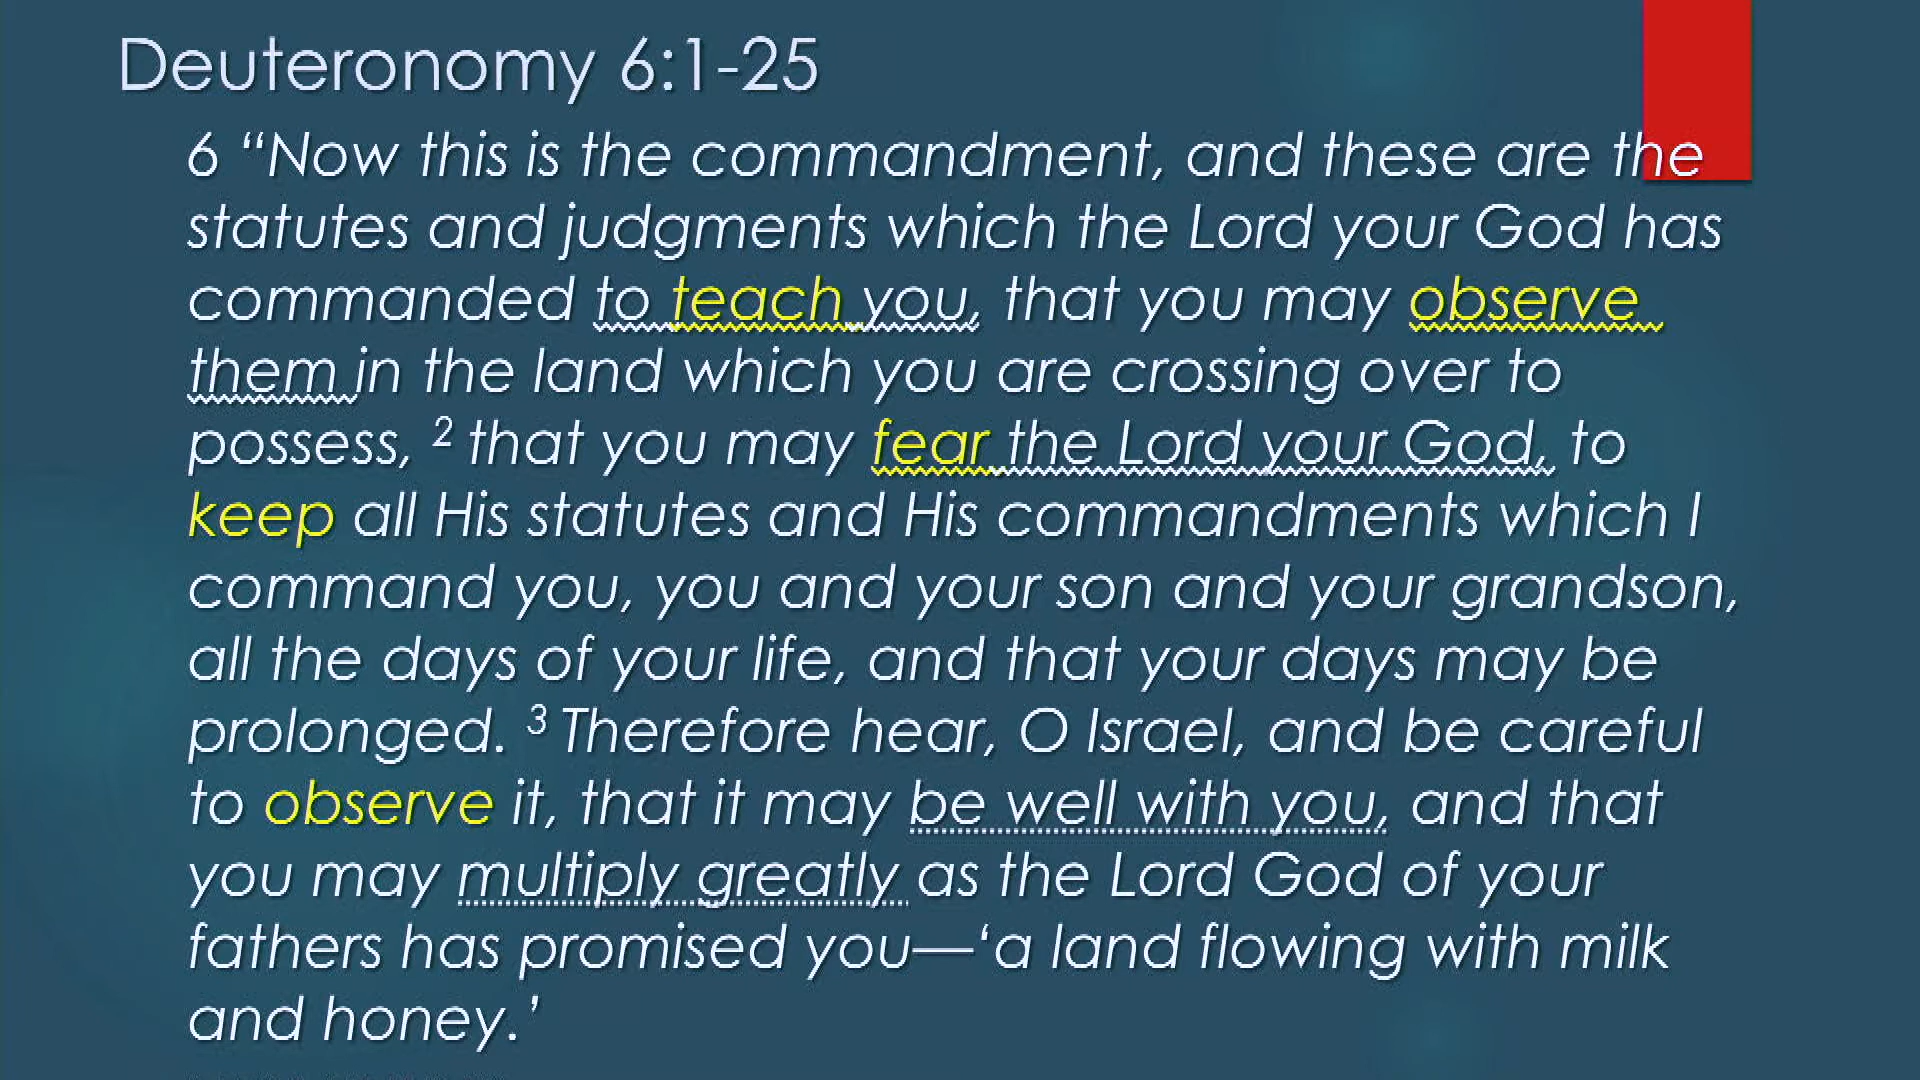 Deuteronomy 6:1-25
6 “Now this is the commandment, and these are the
statutes and judgments which the Lord your God has
commanded to teach you, that you may observe
them in the land which you are crossing over to
possess, ² that you may fear the Lord your God, to
keep all His statutes and His commandments which I
command you, you and your son and your grandson,
all the days of your life, and that your days may be
prolonged. ³ Therefore hear, O Israel, and be careful
to observe it, that it may be well with you, and that
you may multiply greatly as the Lord God of your
fathers has promised you—‘a land flowing with milk
and honey.’